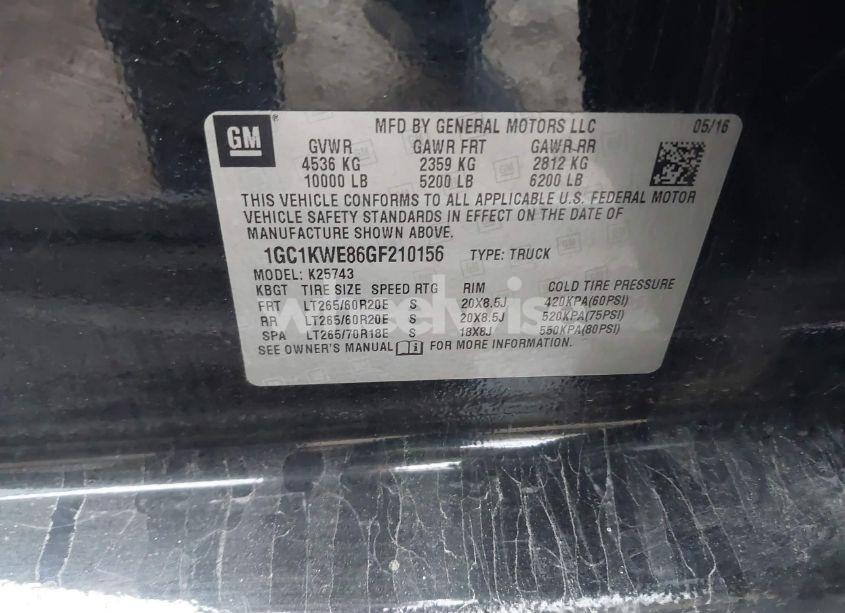 GM
MFD BY GENERAL MOTORS LLC 05/16
GVWR GAWR FRT GAWR RR
4536 KG 2359 KG 2812 KG
10000 LB 5200 LB 6200 LB
THIS VEHICLE CONFORMS TO ALL APPLICABLE U.S. FEDERAL MOTOR
VEHICLE SAFETY STANDARDS IN EFFECT ON THE DATE OF
MANUFACTURE SHOWN ABOVE.
1GC1KWE86GF210156 TYPE: TRUCK
MODEL: K25743
KBGT TIRE SIZE SPEED RTG RIM COLD TIRE PRESSURE
FRT LT265/60R20E S 20X8.5J 420KPA(60PSI)
RR LT265/60R20E S 20X8.5J 520KPA(75PSI)
SPA LT265/70R18E S 18X8J 550KPA(80PSI)
SEE OWNER'S MANUAL FOR MORE INFORMATION.